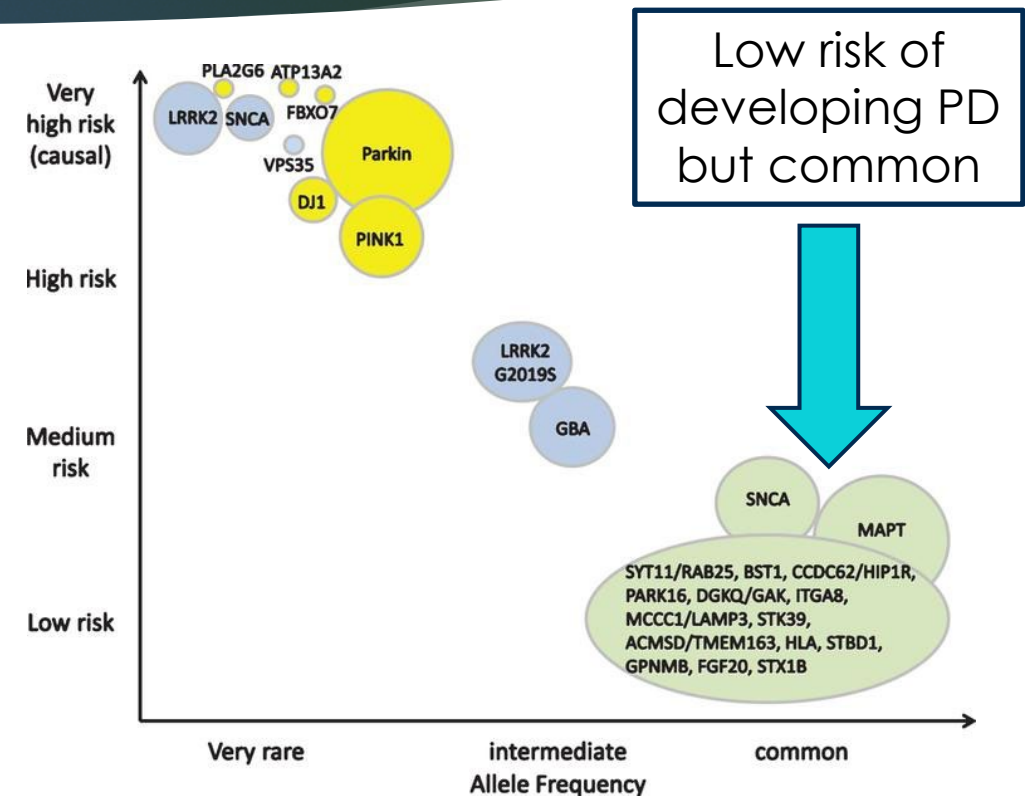 Low risk of
developing PD
but common
Very
high risk
(causal)
High risk
Medium
risk
Low risk
PLA2G6 ATP13A2
LRRK2 SNCA FBXO7
VPS35
Parkin
DJ1
PINK1
LRRK2
G2019S
GBA
SNCA
MAPT
SYT11/RAB25, BST1, CCDC62/HIP1R,
PARK16, DGKQ/GAK, ITGA8,
MCCC1/LAMP3, STK39,
ACMSD/TMEM163, HLA, STBD1,
GPNMB, FGF20, STX1B
Very rare
intermediate
common
Allele Frequency